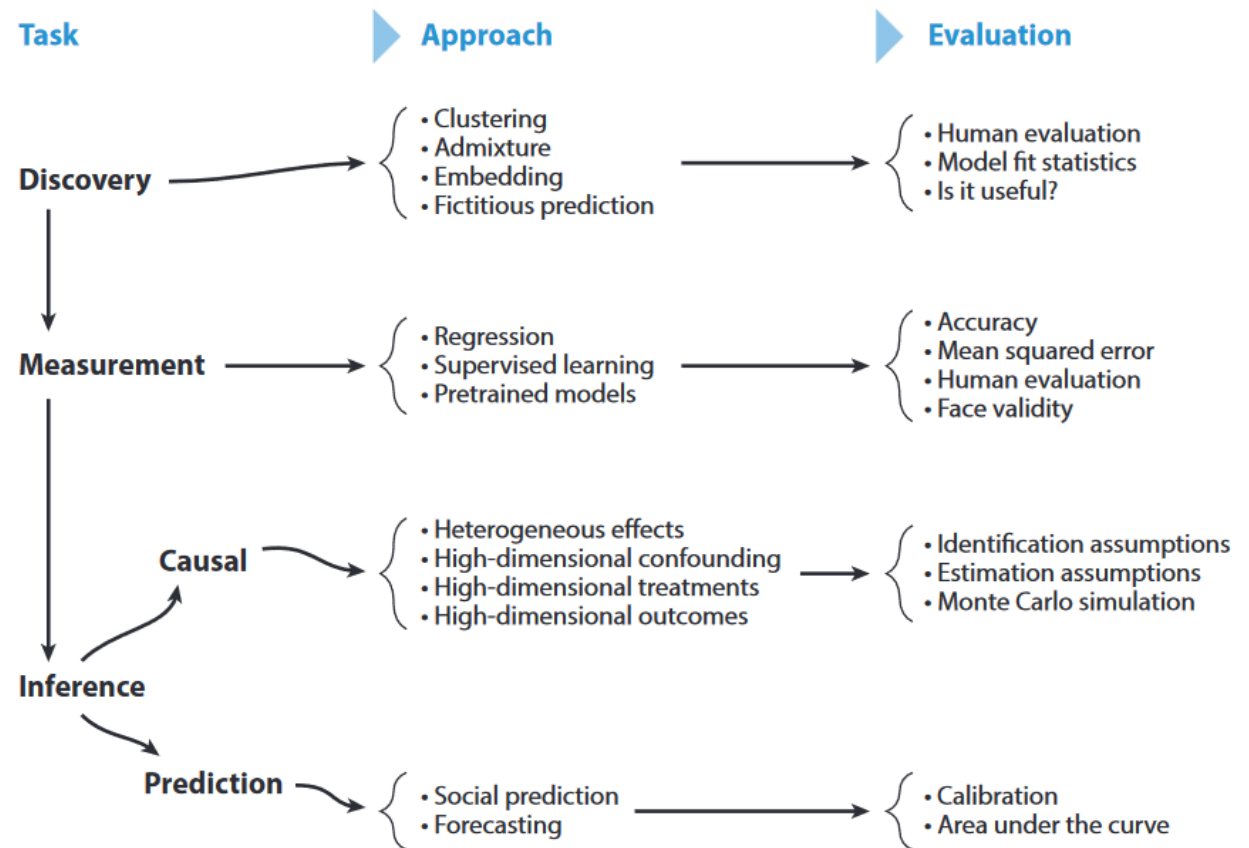 Task
Approach
Evaluation
Discovery
• Clustering
• Admixture
• Embedding
• Fictitious prediction
• Human evaluation
• Model fit statistics
• Is it useful?
Measurement
• Regression
• Supervised learning
• Pretrained models
• Accuracy
• Mean squared error
• Human evaluation
• Face validity
Causal
• Heterogeneous effects
• High-dimensional confounding
• High-dimensional treatments
• High-dimensional outcomes
• Identification assumptions
• Estimation assumptions
• Monte Carlo simulation
Inference
Prediction
• Social prediction
• Forecasting
• Calibration
• Area under the curve